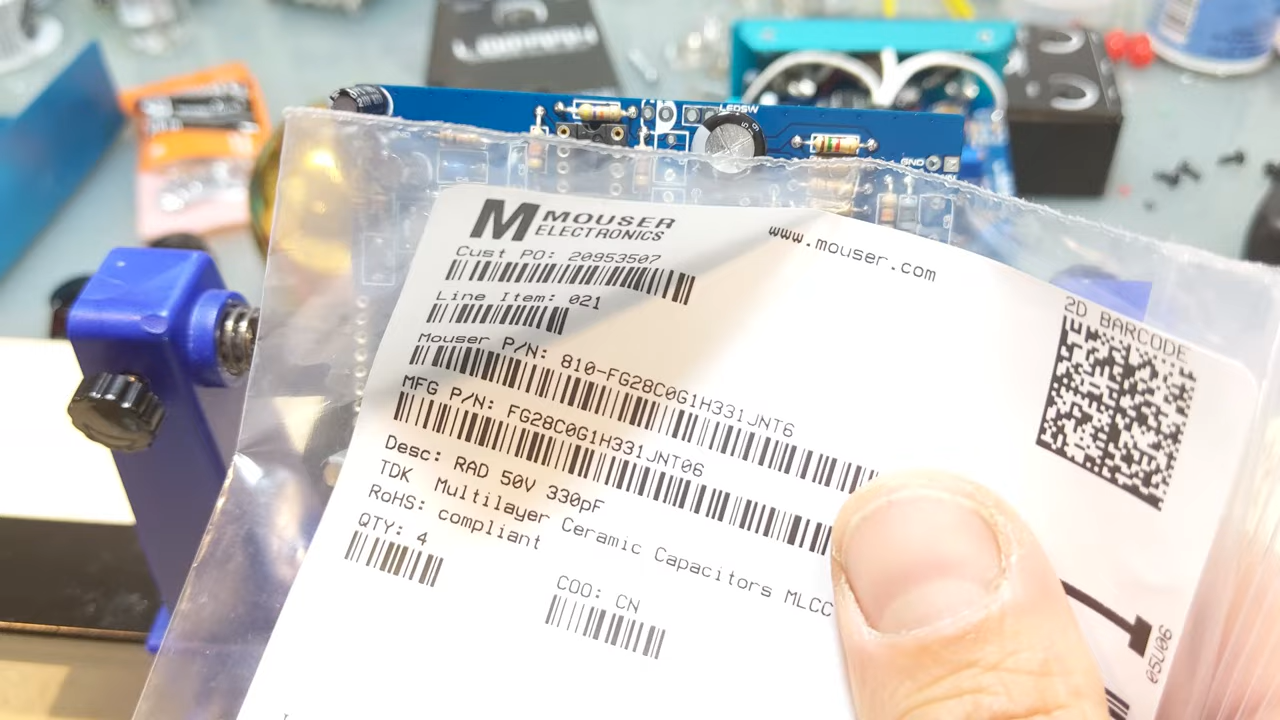 LEDSW
GND
MOUSER
ELECTRONICS
www.mouser.com
Cust PO: 20953507
Line Item: 021
2D BARCODE
Mouser P/N: 810-FG28C0G1H331JNT6
MFG P/N: FG28C0G1H331JNT06
Desc: RAD 50V 330pF
TDK Multilayer Ceramic Capacitors MLCC
RoHS: compliant
QTY: 4
COO: CN
05U06